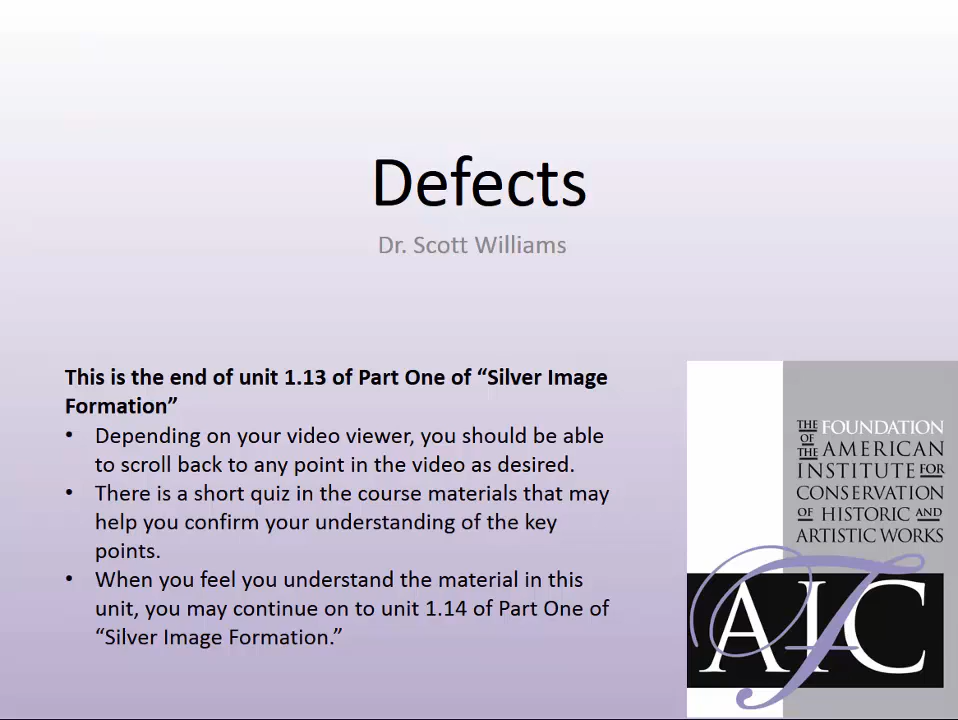 Defects
Dr. Scott Williams
This is the end of unit 1.13 of Part One of “Silver Image
Formation”
• Depending on your video viewer, you should be able
to scroll back to any point in the video as desired.
• There is a short quiz in the course materials that may
help you confirm your understanding of the key
points.
• When you feel you understand the material in this
unit, you may continue on to unit 1.14 of Part One of
“Silver Image Formation.”
THE FOUNDATION
OF
THE AMERICAN
INSTITUTE FOR
CONSERVATION
OF HISTORIC AND
ARTISTIC WORKS
FAIC